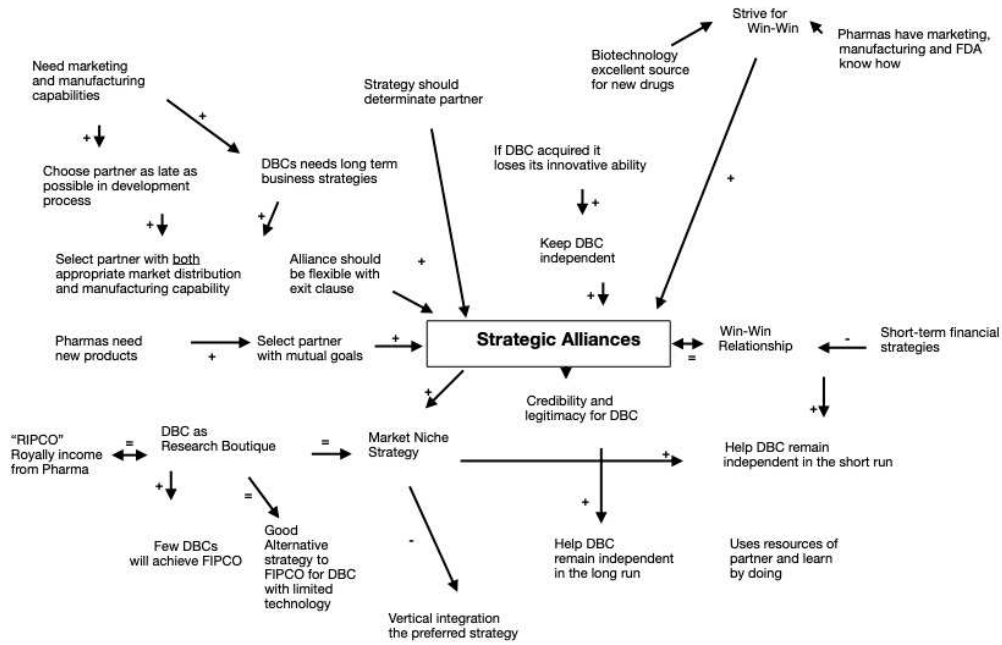 Strive for
Win-Win
Pharmas have marketing,
manufacturing and FDA
know how
Biotechnology
excellent source
for new drugs
Need marketing
and manufacturing
capabilities
Strategy should
determinate partner
+
+
+
If DBC acquired it
loses its innovative ability
DBCs needs long term
business strategies
Choose partner as late as
possible in development
process
+
+
+
Keep DBC
independent
Select partner with both
appropriate market distribution
and manufacturing capability
Alliance should
be flexible with
exit clause
+
+
Pharmas need
new products
+
Select partner
with mutual goals
+
Strategic Alliances
=
Win-Win
Relationship
-
Short-term financial
strategies
+
Credibility and
legitimacy for DBC
+
"RIPCO"
Royally income
from Pharma
=
DBC as
Research Boutique
=
Market Niche
Strategy
+
Help DBC remain
independent in the short run
+
=
+
-
Few DBCs
will achieve FIPCO
Good
Alternative
strategy to
FIPCO for DBC
with limited
technology
Help DBC
remain independent
in the long run
Uses resources of
partner and learn
by doing
Vertical integration
the preferred strategy